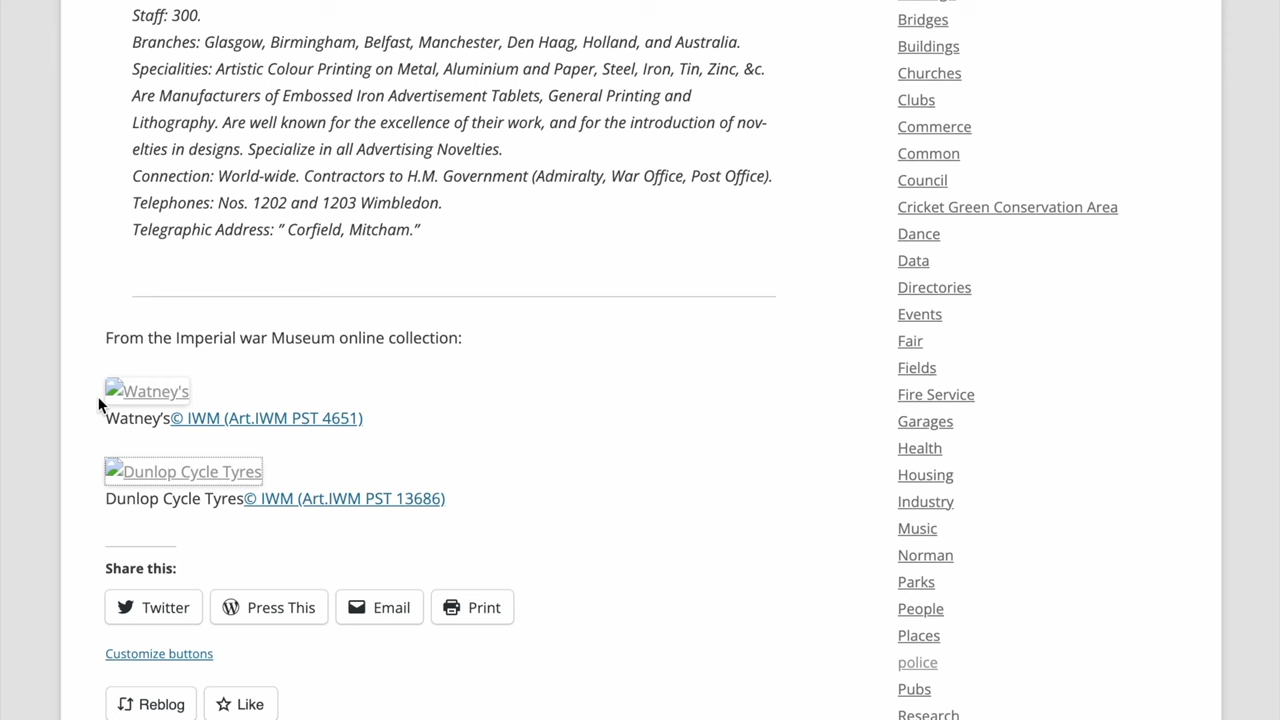 Staff: 300.
Branches: Glasgow, Birmingham, Belfast, Manchester, Den Haag, Holland, and Australia.
Specialities: Artistic Colour Printing on Metal, Aluminium and Paper, Steel, Iron, Tin, Zinc, &c.
Are Manufacturers of Embossed Iron Advertisement Tablets, General Printing and
Lithography. Are well known for the excellence of their work, and for the introduction of nov-
elties in designs. Specialize in all Advertising Novelties.
Connection: World-wide. Contractors to H.M. Government (Admiralty, War Office, Post Office).
Telephones: Nos. 1202 and 1203 Wimbledon.
Telegraphic Address: ” Corfield, Mitcham.”
From the Imperial war Museum online collection:
Watney's
Watney’s© IWM (Art.IWM PST 4651)
Dunlop Cycle Tyres
Dunlop Cycle Tyres© IWM (Art.IWM PST 13686)
Share this:
Twitter Press This Email Print
Customize buttons
Reblog Like
Bridges
Buildings
Churches
Clubs
Commerce
Common
Council
Cricket Green Conservation Area
Dance
Data
Directories
Events
Fair
Fields
Fire Service
Garages
Health
Housing
Industry
Music
Norman
Parks
People
Places
police
Pubs
Research